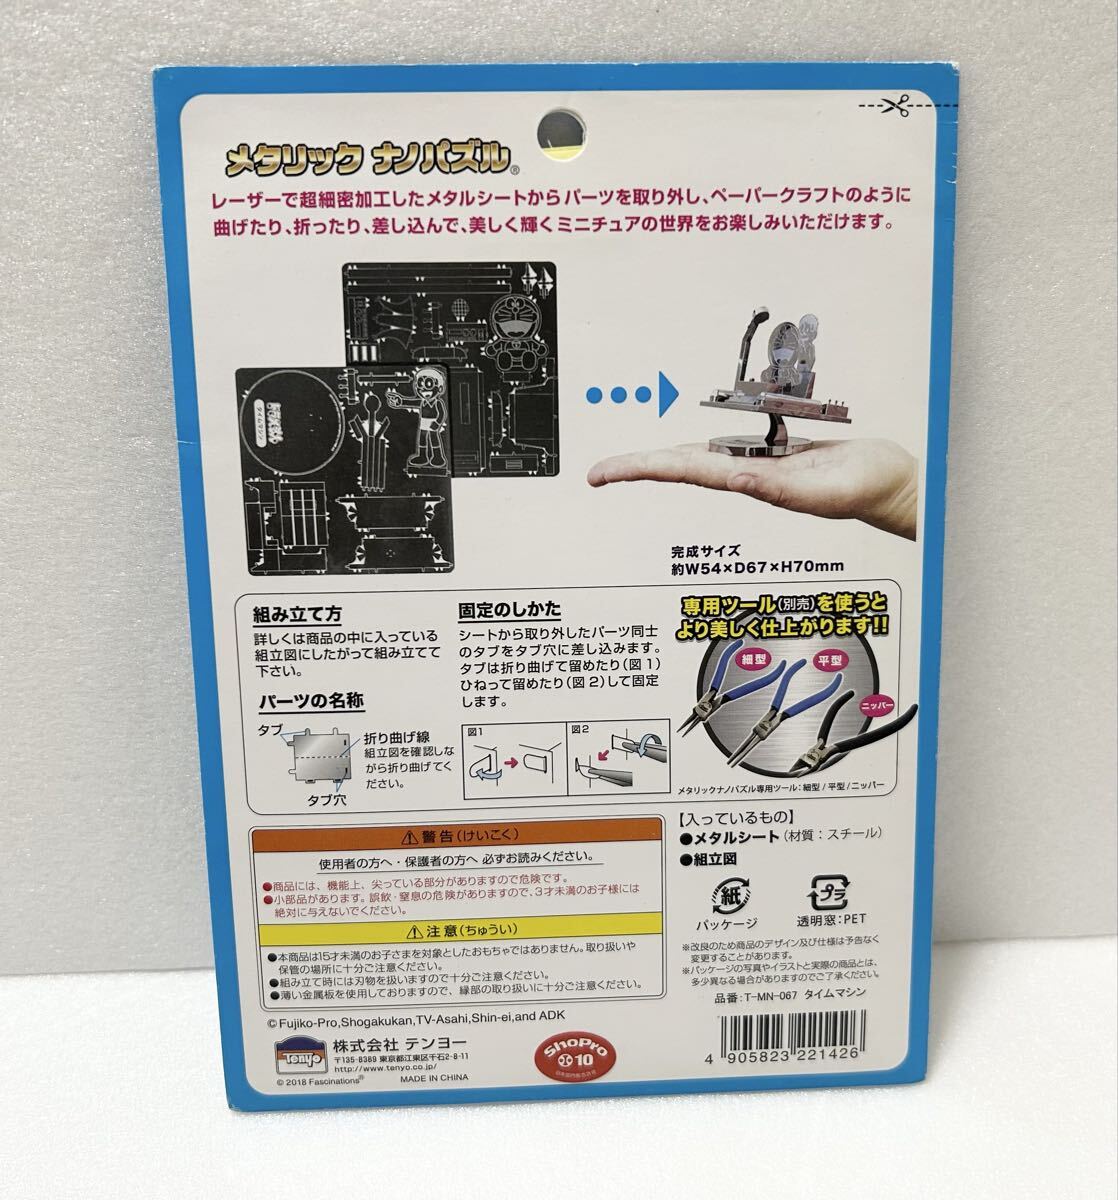 メタリック ナノパズル®
レーザーで超細密加工したメタルシートからパーツを取り外し、ペーパークラフトのように
曲げたり、折ったり、差し込んで、美しく輝くミニチュアの世界をお楽しみいただけます。
ドラえもん
タイムマシン
完成サイズ
約W54×D67×H70mm
組み立て方
詳しくは商品の中に入っている
組立図にしたがって組み立てて
下さい。
パーツの名称
タブ
折り曲げ線
組立図を確認しな
がら折り曲げてく
ださい。
タブ穴
固定のしかた
シートから取り外したパーツ同士
のタブをタブ穴に差し込みます。
タブは折り曲げて留めたり(図1)
ひねって留めたり(図2)して固定
します。
図1
図2
専用ツール(別売)を使うと
より美しく仕上がります!!
細型
平型
ニッパー
メタリックナノパズル専用ツール:細型/平型/ニッパー
⚠警告(けいこく)
使用者の方へ・保護者の方へ 必ずお読みください。
●商品には、機能上、尖っている部分がありますので危険です。
●小部品があります。誤飲・窒息の危険がありますので、3才未満のお子様には
絶対に与えないでください。
⚠注意(ちゅうい)
●本商品は15才未満のお子さまを対象としたおもちゃではありません。取り扱いや
保管の場所に十分ご注意ください。
●組み立て時には刃物を扱いますので十分ご注意ください。
●薄い金属板を使用しておりますので、縁部の取り扱いに十分ご注意ください。
【入っているもの】
●メタルシート(材質:スチール)
●組立図
紙
パッケージ
プラ
透明窓:PET
※改良のため商品のデザイン及び仕様は予告なく
変更することがあります。
※パッケージの写真やイラストと実際の商品とは、
多少異なる場合がありますのでご了承ください。
品番:T-MN-067 タイムマシン
© Fujiko-Pro,Shogakukan,TV-Asahi,Shin-ei,and ADK
Tenyo
株式会社 テンヨー
〒135-8389 東京都江東区千石2-8-11
http://www.tenyo.co.jp/
© 2018 Fascinations® MADE IN CHINA
ShoPro
10
4 905823 221426